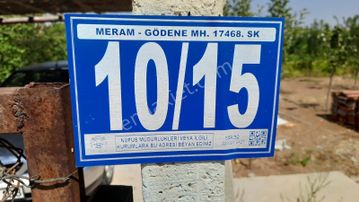 MERAM - GÖDENE MH. 17468. SK
10/15
NÜFUS MÜDÜRLÜKLERİ VEYA İLGİLİ
KURUMLARA BU ADRESİ BEYAN EDİNİZ